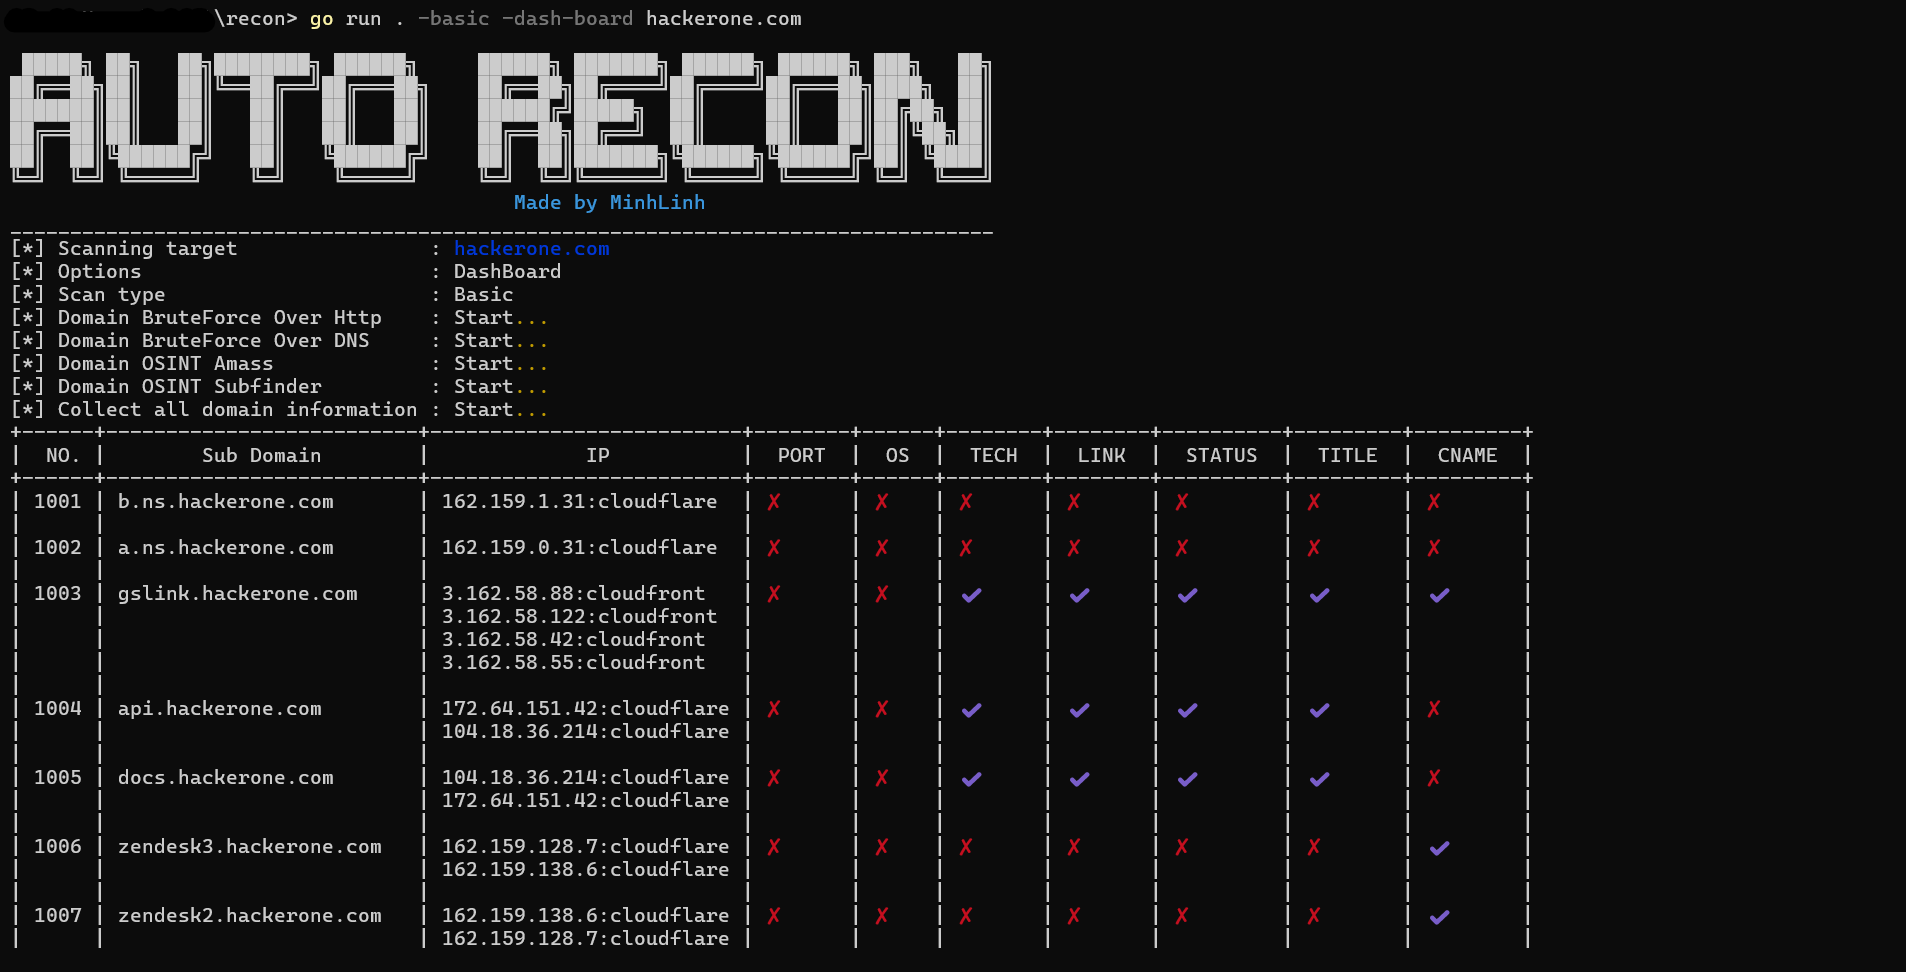 \recon> go run . -basic -dash-board hackerone.com
AUTO RECON
Made by MinhLinh
[*] Scanning target : hackerone.com
[*] Options : DashBoard
[*] Scan type : Basic
[*] Domain BruteForce Over Http : Start...
[*] Domain BruteForce Over DNS : Start...
[*] Domain OSINT Amass : Start...
[*] Domain OSINT Subfinder : Start...
[*] Collect all domain information : Start...
| NO. | Sub Domain | IP | PORT | OS | TECH | LINK | STATUS | TITLE | CNAME |
| 1001 | b.ns.hackerone.com | 162.159.1.31:cloudflare | ✗ | ✗ | ✗ | ✗ | ✗ | ✗ | ✗ |
| 1002 | a.ns.hackerone.com | 162.159.0.31:cloudflare | ✗ | ✗ | ✗ | ✗ | ✗ | ✗ | ✗ |
| 1003 | gslink.hackerone.com | 3.162.58.88:cloudfront | ✗ | ✗ | ✔ | ✔ | ✔ | ✔ | ✔ |
| | | 3.162.58.122:cloudfront | | | | | | | |
| | | 3.162.58.42:cloudfront | | | | | | | |
| | | 3.162.58.55:cloudfront | | | | | | | |
| 1004 | api.hackerone.com | 172.64.151.42:cloudflare | ✗ | ✗ | ✔ | ✔ | ✔ | ✔ | ✗ |
| | | 104.18.36.214:cloudflare | | | | | | | |
| 1005 | docs.hackerone.com | 104.18.36.214:cloudflare | ✗ | ✗ | ✔ | ✔ | ✔ | ✔ | ✗ |
| | | 172.64.151.42:cloudflare | | | | | | | |
| 1006 | zendesk3.hackerone.com | 162.159.128.7:cloudflare | ✗ | ✗ | ✗ | ✗ | ✗ | ✗ | ✔ |
| | | 162.159.138.6:cloudflare | | | | | | | |
| 1007 | zendesk2.hackerone.com | 162.159.138.6:cloudflare | ✗ | ✗ | ✗ | ✗ | ✗ | ✗ | ✔ |
| | | 162.159.128.7:cloudflare | | | | | | | |